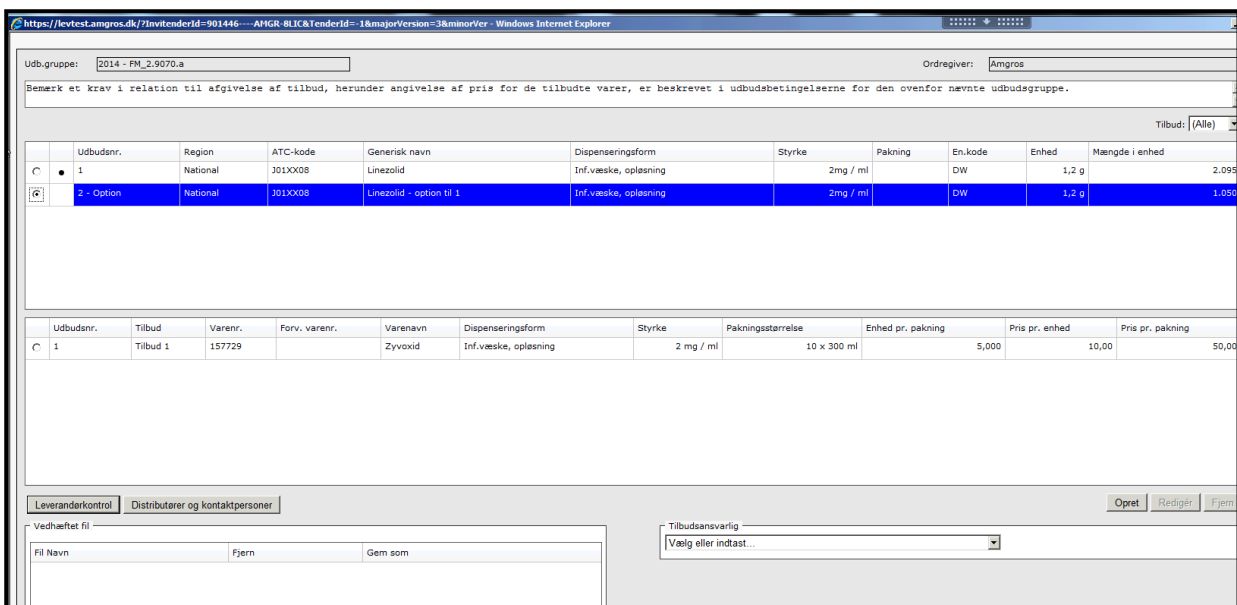 https://levtest.amgros.dk/?InvitenderId=901446----AMGR-8LIC&TenderId=-1&majorVersion=3&minorVer - Windows Internet Explorer
Udb.gruppe: 2014 - FM_2.9070.a Ordregiver: Amgros
Bemærk et krav i relation til afgivelse af tilbud, herunder angivelse af pris for de tilbudte varer, er beskrevet i udbudsbetingelserne for den ovenfor nævnte udbudsgruppe.
Tilbud: (Alle)
Udbudsnr. Region ATC-kode Generisk navn Dispenseringsform Styrke Pakning En.kode Enhed Mængde i enhed
1 National J01XX08 Linezolid Inf.væske, opløsning 2mg / ml DW 1,2 g 2.095
2 - Option National J01XX08 Linezolid - option til 1 Inf.væske, opløsning 2mg / ml DW 1,2 g 1.050
Udbudsnr. Tilbud Varenr. Forv. varenr. Varenavn Dispenseringsform Styrke Pakningsstørrelse Enhed pr. pakning Pris pr. enhed Pris pr. pakning
1 Tilbud 1 157729 Zyvoxid Inf.væske, opløsning 2 mg / ml 10 x 300 ml 5,000 10,00 50,00
Leverandørkontrol Distributører og kontaktpersoner Opret Redigér Fjern
Vedhæftet fil Tilbudsansvarlig
Vælg eller indtast...
Fil Navn Fjern Gem som